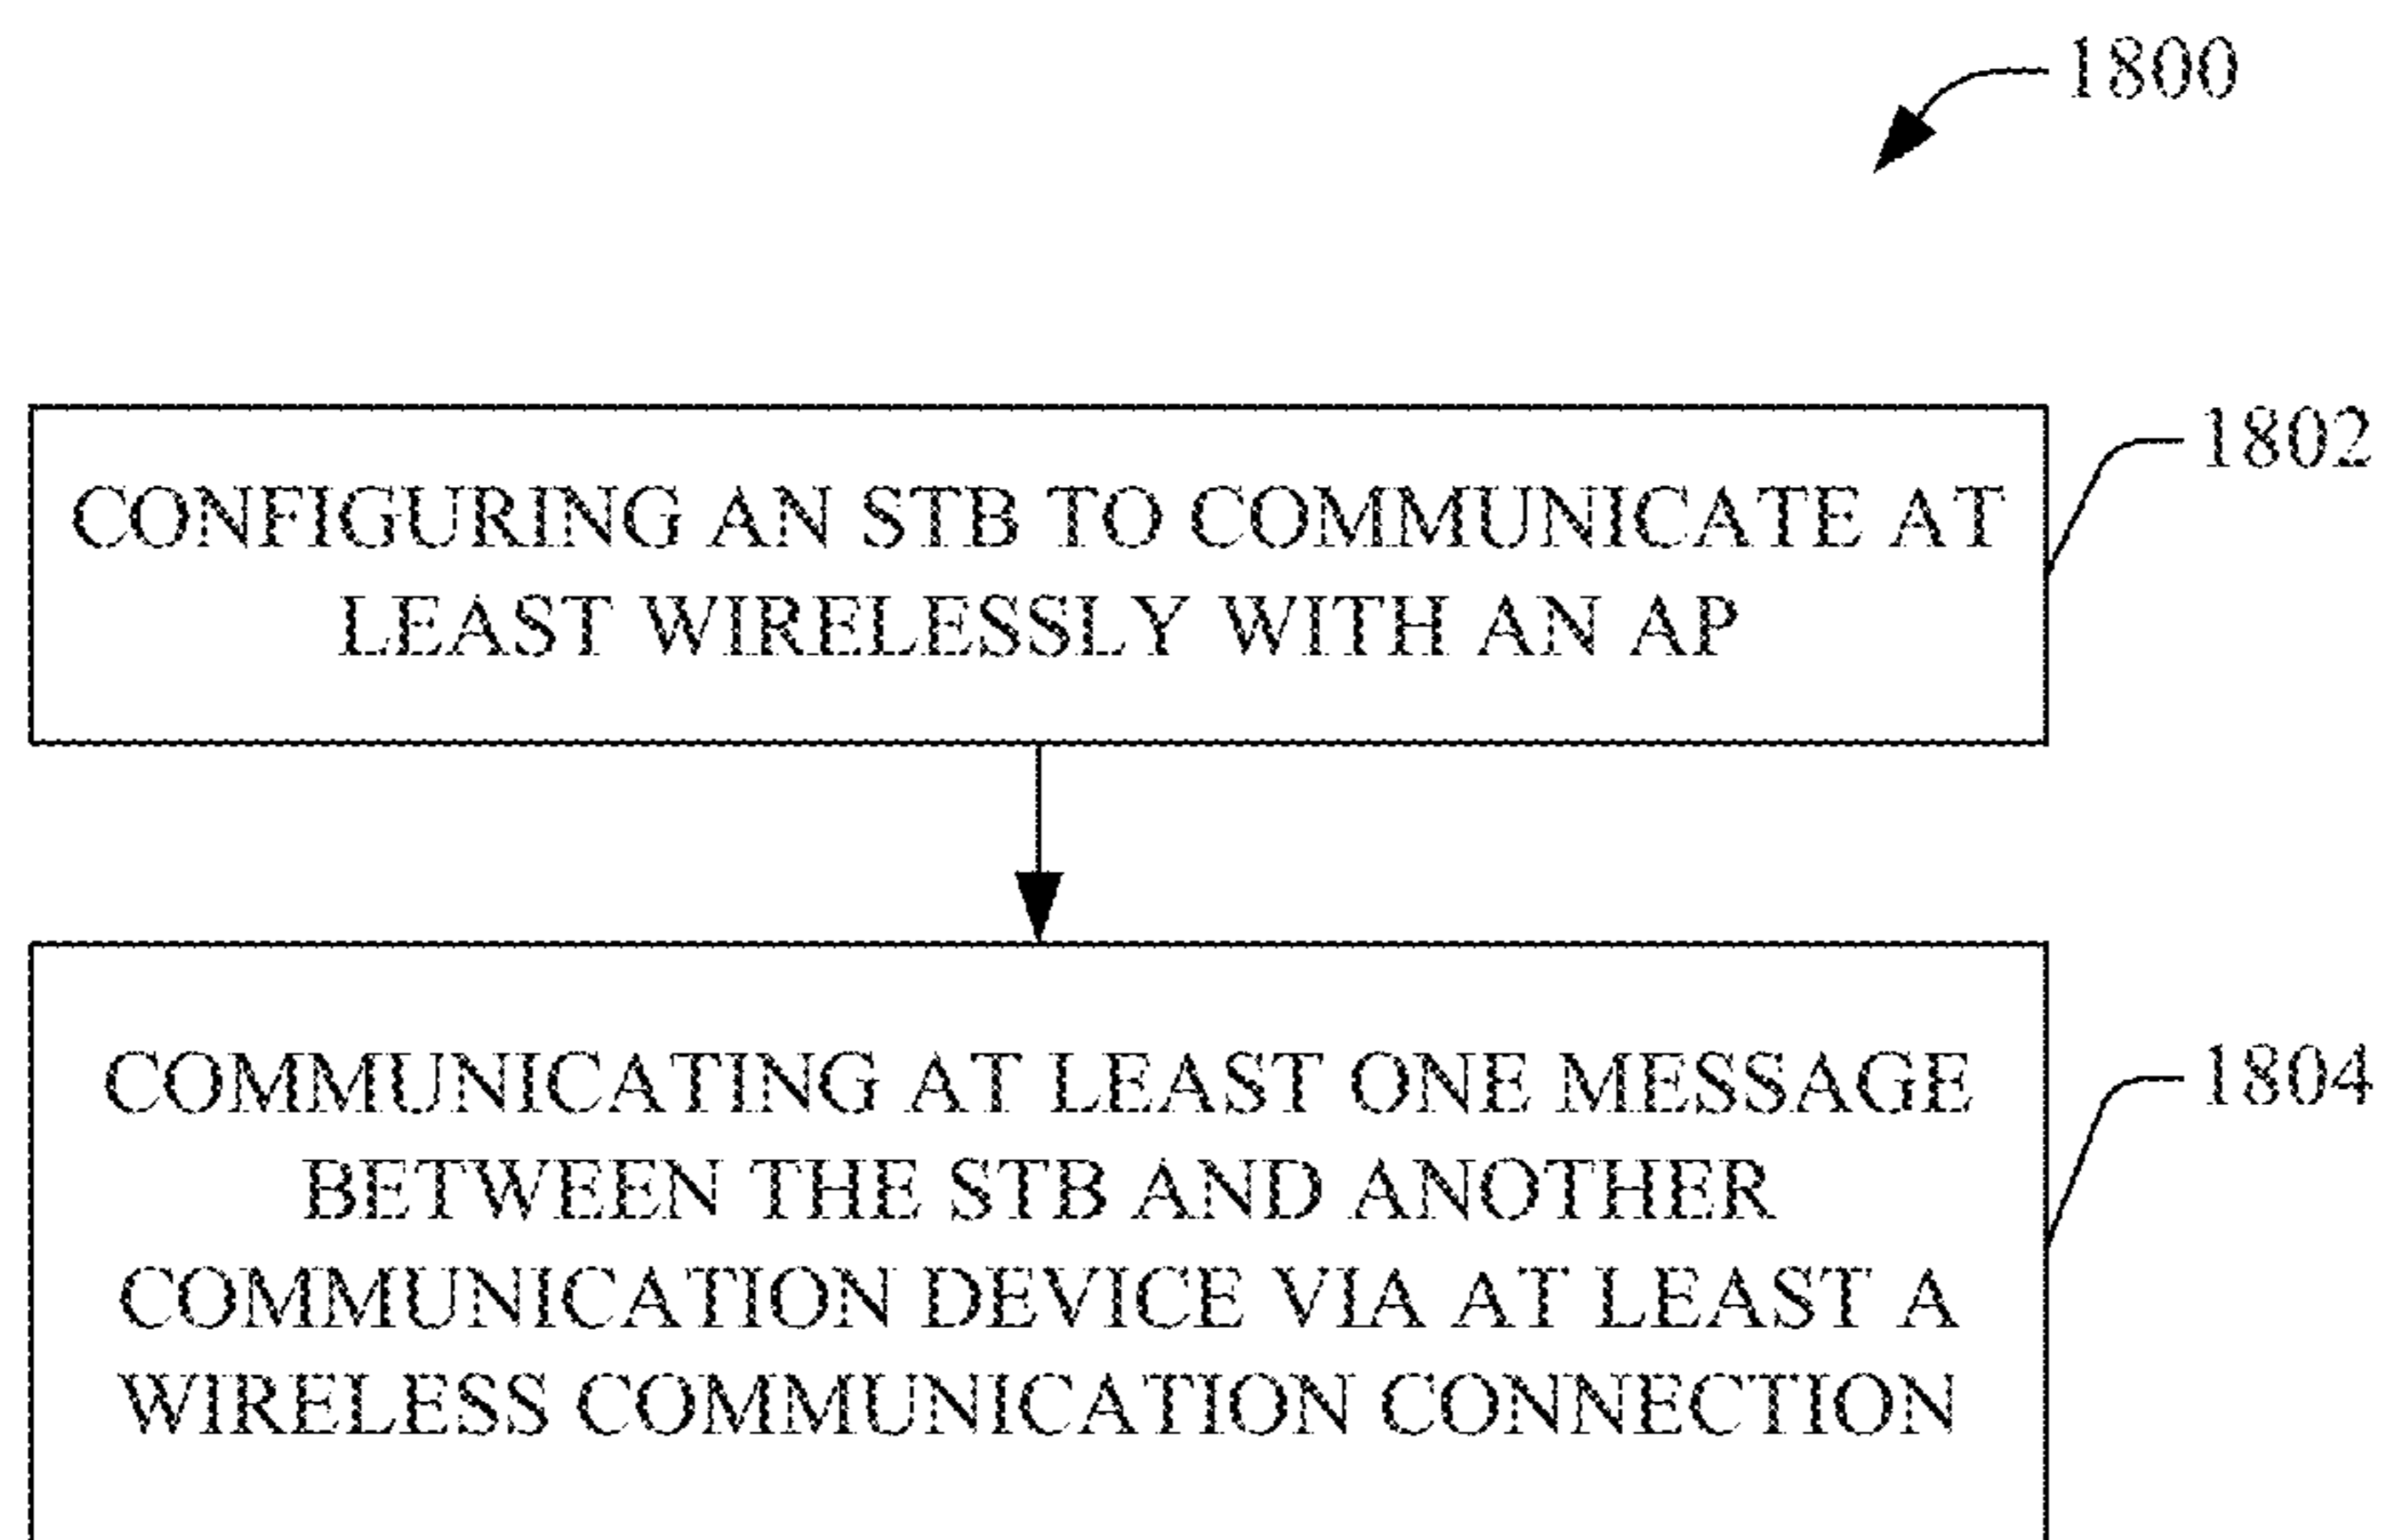 1800
1802
CONFIGURING AN STB TO COMMUNICATE AT
LEAST WIRELESSLY WITH AN AP
1804
COMMUNICATING AT LEAST ONE MESSAGE
BETWEEN THE STB AND ANOTHER
COMMUNICATION DEVICE VIA AT LEAST A
WIRELESS COMMUNICATION CONNECTION